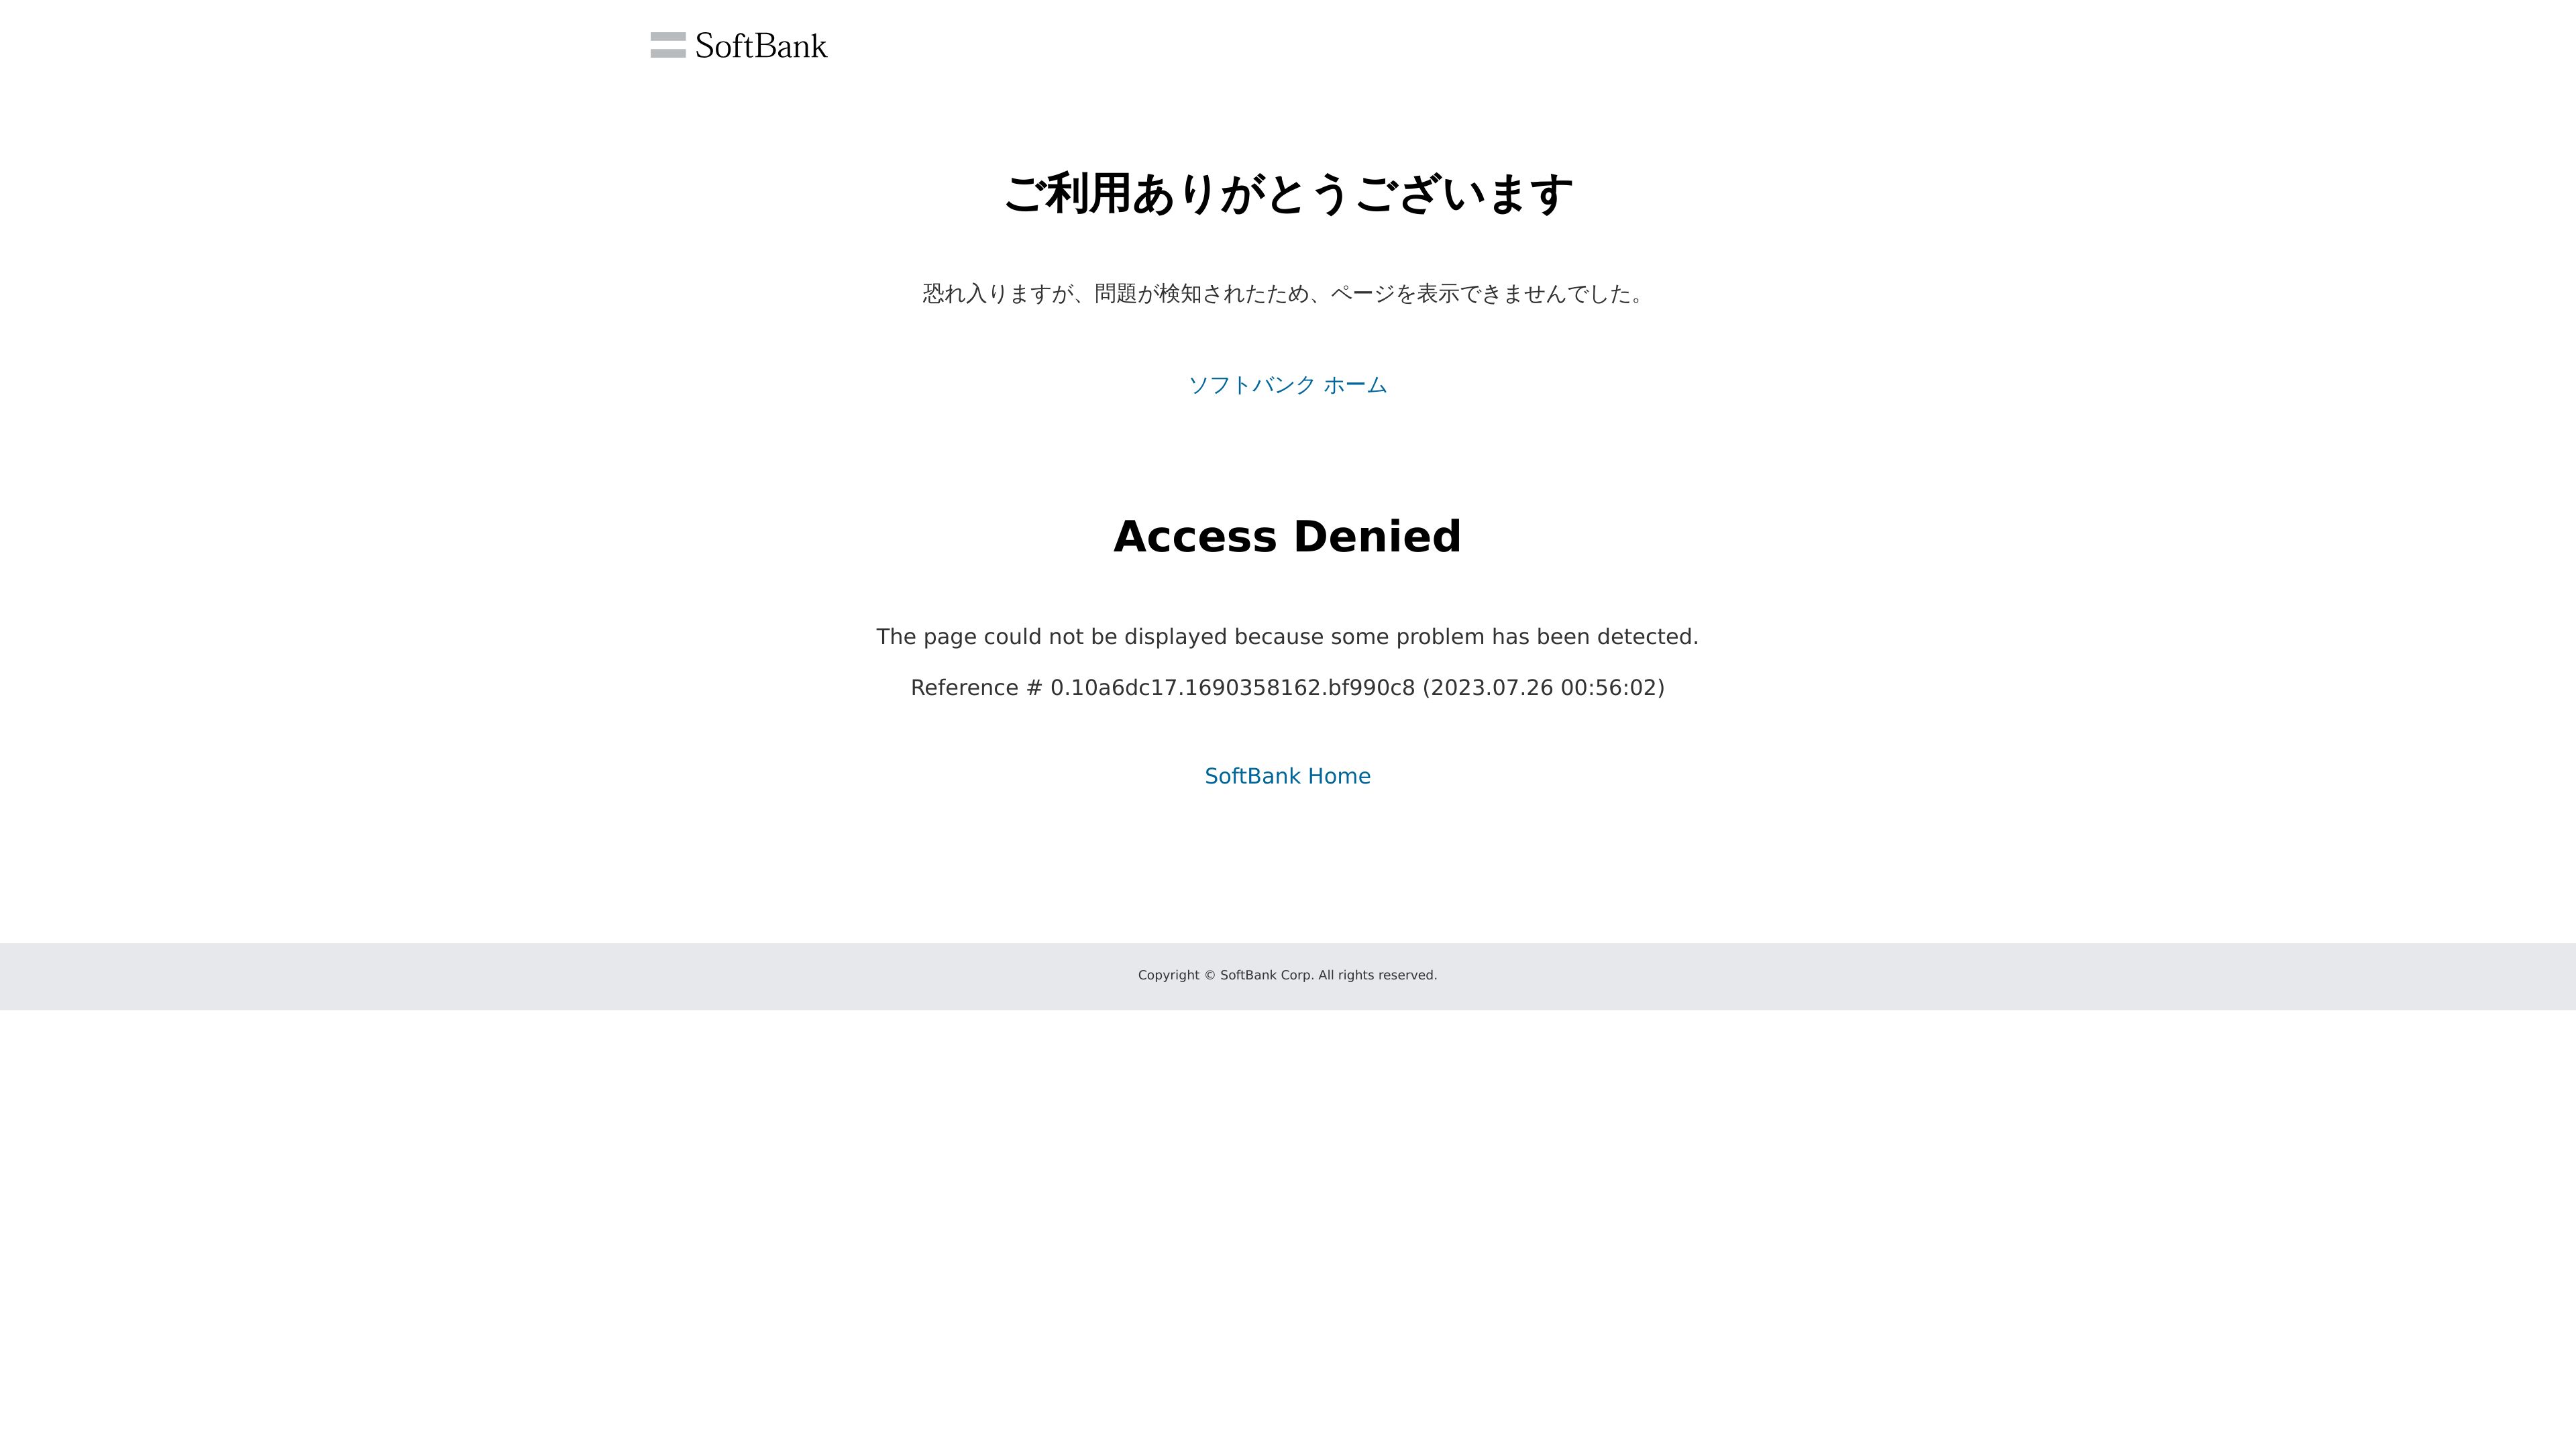 SoftBank
ご利用ありがとうございます
恐れ入りますが、問題が検知されたため、ページを表示できませんでした。
ソフトバンク ホーム
Access Denied
The page could not be displayed because some problem has been detected.
Reference # 0.10a6dc17.1690358162.bf990c8 (2023.07.26 00:56:02)
SoftBank Home
Copyright © SoftBank Corp. All rights reserved.